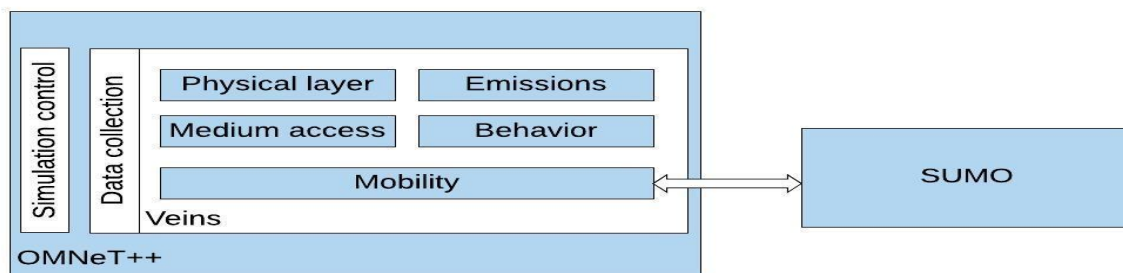 Simulation control
Data collection
Physical layer
Emissions
Medium access
Behavior
Mobility
Veins
OMNeT++
SUMO